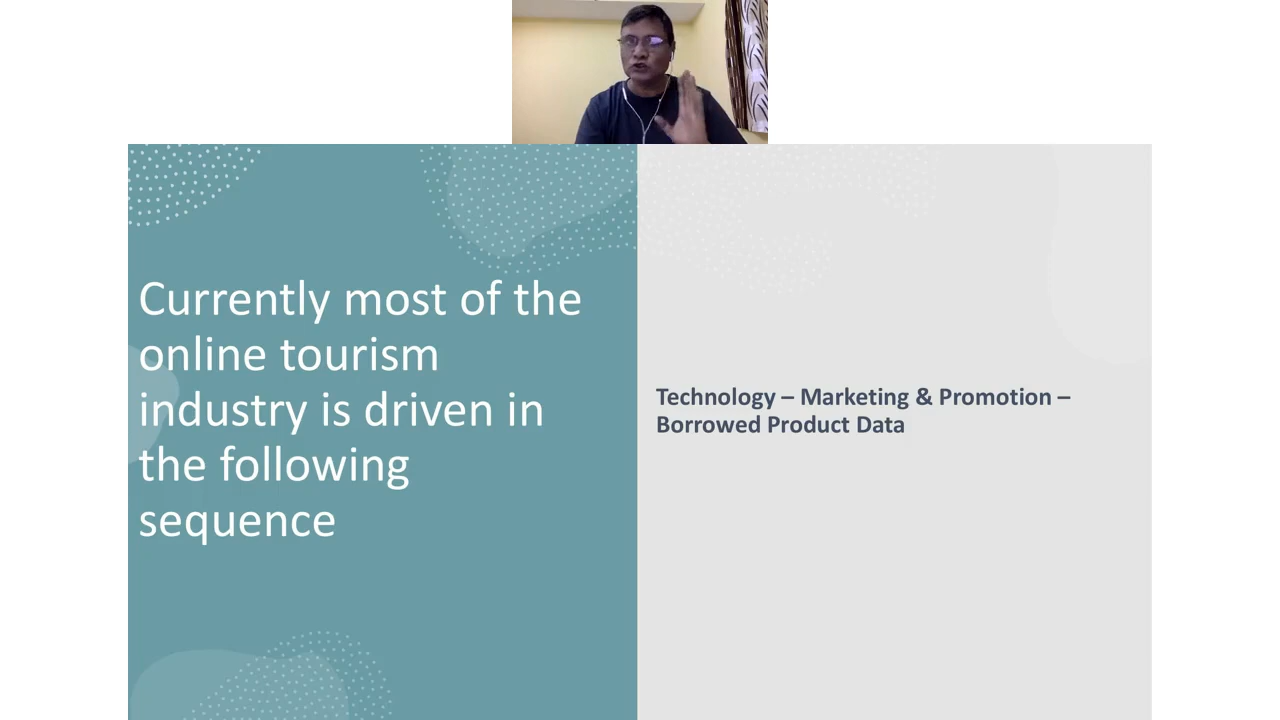 Currently most of the
online tourism
industry is driven in
the following
sequence
Technology – Marketing & Promotion –
Borrowed Product Data